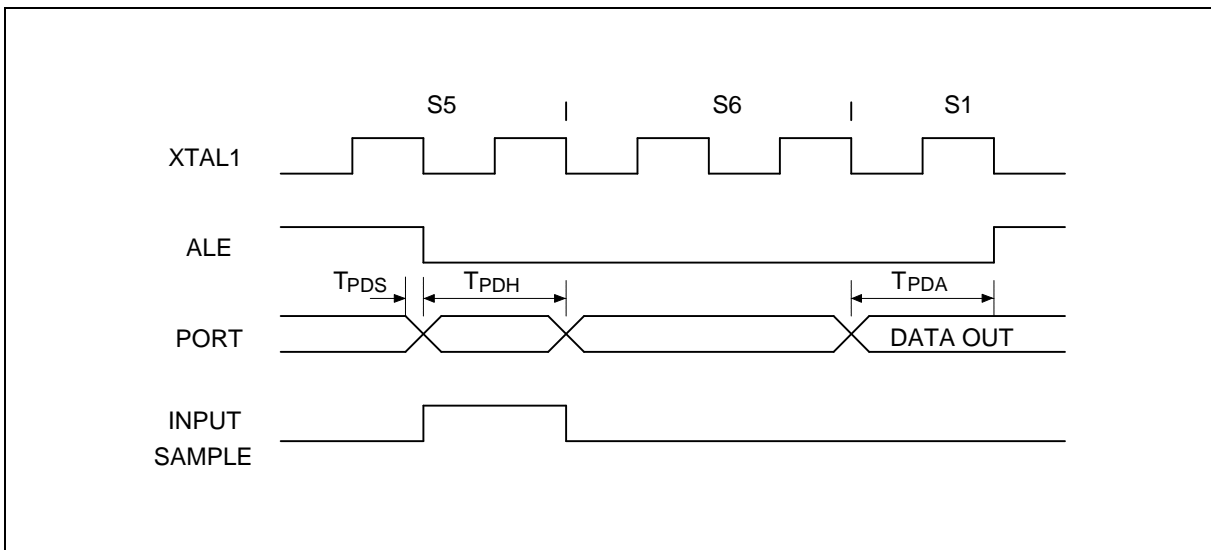 S5 | S6 | S1
XTAL1
ALE
TPDS TPDH TPDA
PORT DATA OUT
INPUT
SAMPLE